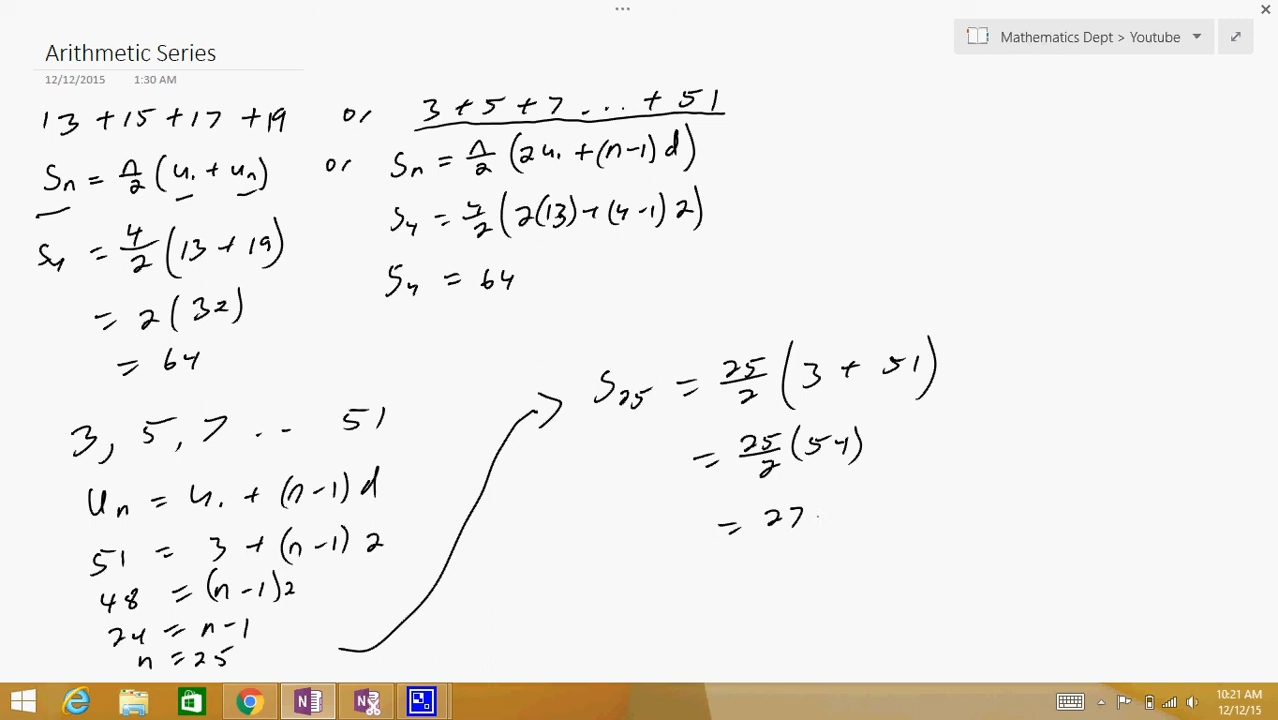 Arithmetic Series
Mathematics Dept > Youtube
12/12/2015 1:30 AM
13 + 15 + 17 + 19 or 3 + 5 + 7 ... + 51
Sn = n/2 (u1 + un) or Sn = n/2 (2u1 + (n-1) d)
S4 = 4/2 (13 + 19)
S4 = 4/2 (2(13) + (4-1) 2)
= 2 (32)
S4 = 64
= 64
3, 5, 7 ... 51
un = u1 + (n-1) d
51 = 3 + (n-1) 2
48 = (n-1)2
24 = n-1
n = 25
S25 = 25/2 (3 + 51)
= 25/2 (54)
= 27
10:21 AM
12/12/15